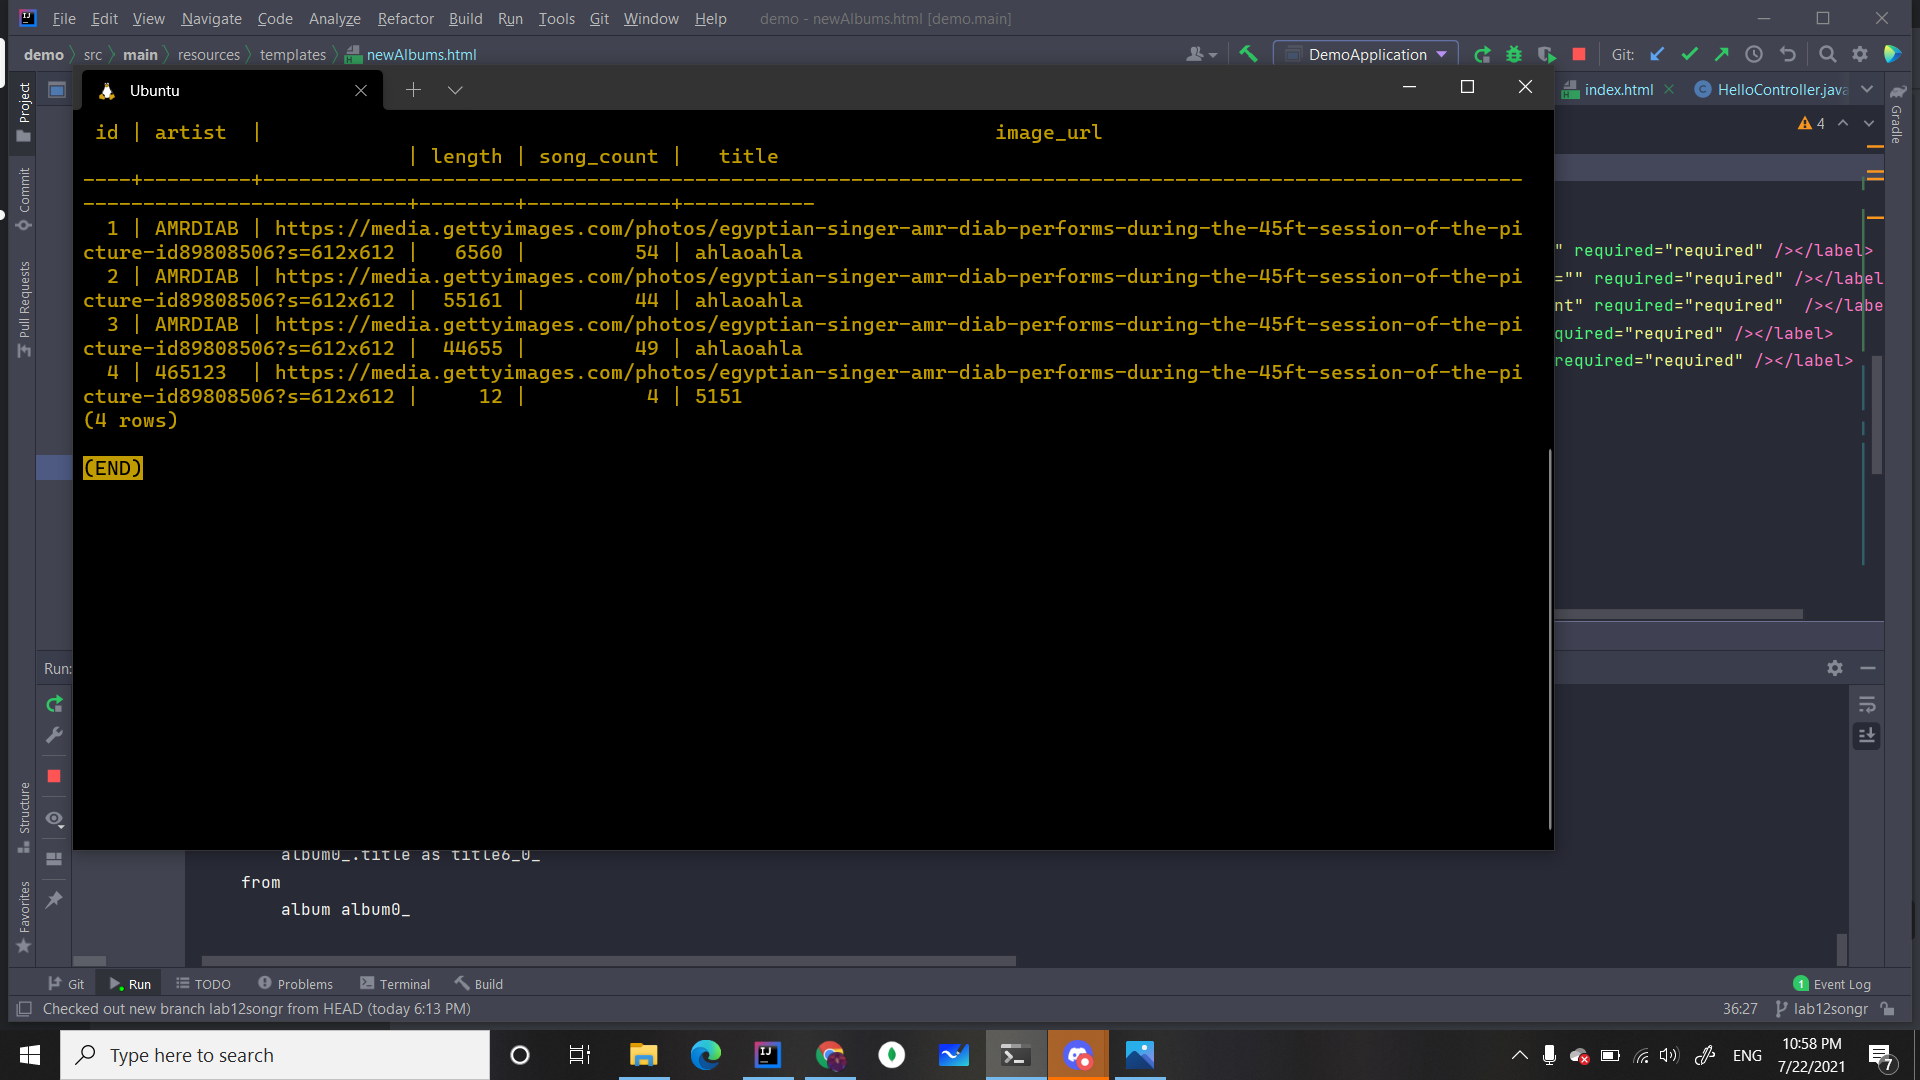 File Edit View Navigate Code Analyze Refactor Build Run Tools Git Window Help demo - newAlbums.html [demo.main]
demo src main resources templates newAlbums.html DemoApplication Git:
Ubuntu
index.html HelloController.java
4
Project
Commit
Pull Requests
Structure
Favorites
Gradle
id | artist | image_url
| length | song_count | title
----+---------+--------------------------------------------------------------------------------------------------------
---------------------------+--------+------------+-----------
1 | AMRDIAB | https://media.gettyimages.com/photos/egyptian-singer-amr-diab-performs-during-the-45ft-session-of-the-pi
cture-id89808506?s=612x612 | 6560 | 54 | ahlaoahla
2 | AMRDIAB | https://media.gettyimages.com/photos/egyptian-singer-amr-diab-performs-during-the-45ft-session-of-the-pi
cture-id89808506?s=612x612 | 55161 | 44 | ahlaoahla
3 | AMRDIAB | https://media.gettyimages.com/photos/egyptian-singer-amr-diab-performs-during-the-45ft-session-of-the-pi
cture-id89808506?s=612x612 | 44655 | 49 | ahlaoahla
4 | 465123 | https://media.gettyimages.com/photos/egyptian-singer-amr-diab-performs-during-the-45ft-session-of-the-pi
cture-id89808506?s=612x612 | 12 | 4 | 5151
(4 rows)
(END)
" required="required" /></label>
="" required="required" /></label
nt" required="required" /></labe
quired="required" /></label>
required="required" /></label>
Run:
album0_.title as title6_0_
from
album album0_
Git Run TODO Problems Terminal Build 1 Event Log
Checked out new branch lab12songr from HEAD (today 6:13 PM) 36:27 lab12songr
Type here to search ENG 10:58 PM
7/22/2021 7